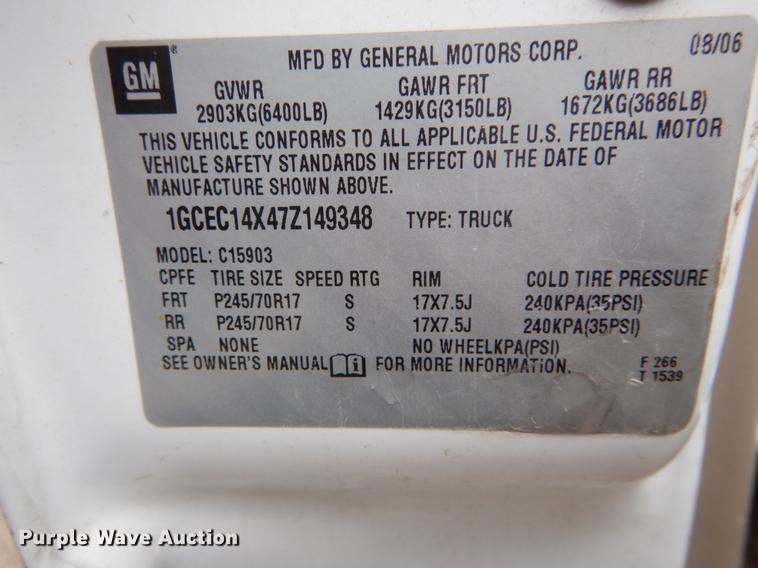 GM
MFD BY GENERAL MOTORS CORP. 08/06
GVWR GAWR FRT GAWR RR
2903KG(6400LB) 1429KG(3150LB) 1672KG(3686LB)
THIS VEHICLE CONFORMS TO ALL APPLICABLE U.S. FEDERAL MOTOR
VEHICLE SAFETY STANDARDS IN EFFECT ON THE DATE OF
MANUFACTURE SHOWN ABOVE.
1GCEC14X47Z149348 TYPE: TRUCK
MODEL: C15903
CPFE TIRE SIZE SPEED RTG RIM COLD TIRE PRESSURE
FRT P245/70R17 S 17X7.5J 240KPA(35PSI)
RR P245/70R17 S 17X7.5J 240KPA(35PSI)
SPA NONE NO WHEELKPA(PSI)
SEE OWNER'S MANUAL i FOR MORE INFORMATION. F 266
T 1539
Purple Wave Auction